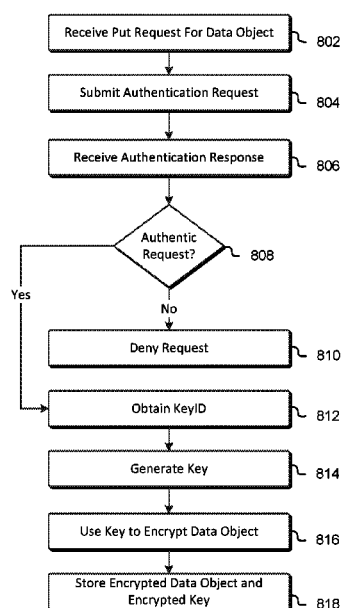 Receive Put Request For Data Object
802
Submit Authentication Request
804
Receive Authentication Response
806
Authentic
Request?
808
Yes
No
Deny Request
810
Obtain KeyID
812
Generate Key
814
Use Key to Encrypt Data Object
816
Store Encrypted Data Object and
Encrypted Key
818